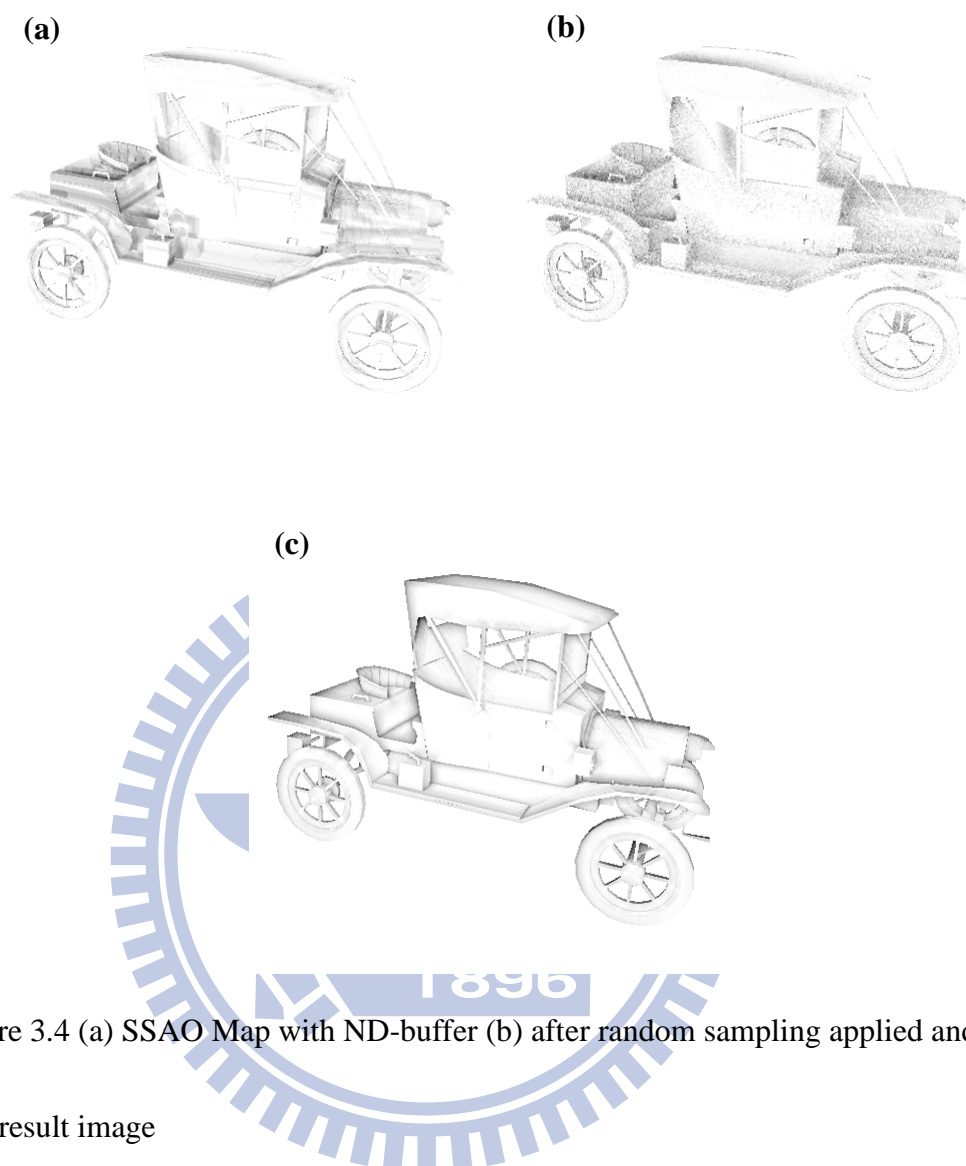 (a)
(b)
(c)
1896
re 3.4 (a) SSAO Map with ND-buffer (b) after random sampling applied and
result image